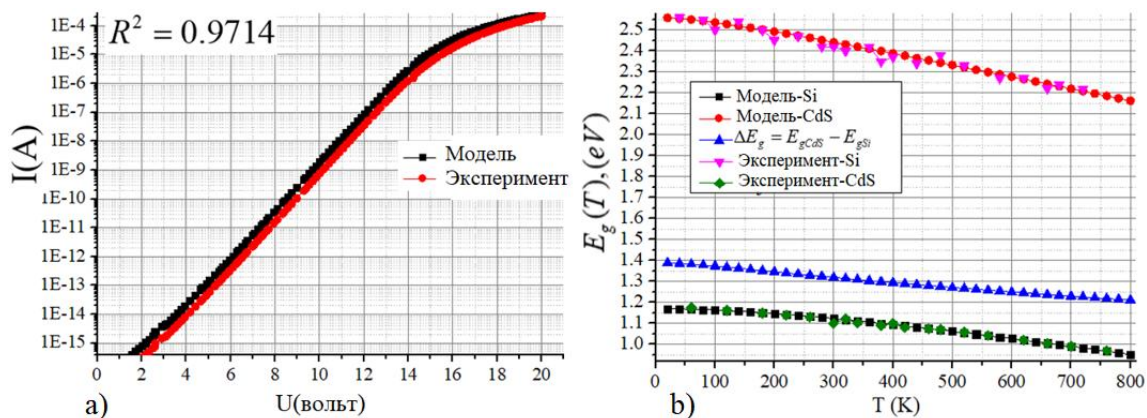 R² = 0.9714
I(A)
1E-4
1E-5
1E-6
1E-7
1E-8
1E-9
1E-10
1E-11
1E-12
1E-13
1E-14
1E-15
Модель
Эксперимент
0 2 4 6 8 10 12 14 16 18 20
a) U(вольт)
E_g(T),(eV)
2.5
2.4
2.3
2.2
2.1
2.0
1.9
1.8
1.7
1.6
1.5
1.4
1.3
1.2
1.1
1.0
Модель-Si
Модель-CdS
ΔE_g = E_gCdS − E_gSi
Эксперимент-Si
Эксперимент-CdS
0 100 200 300 400 500 600 700 800
b) T (K)